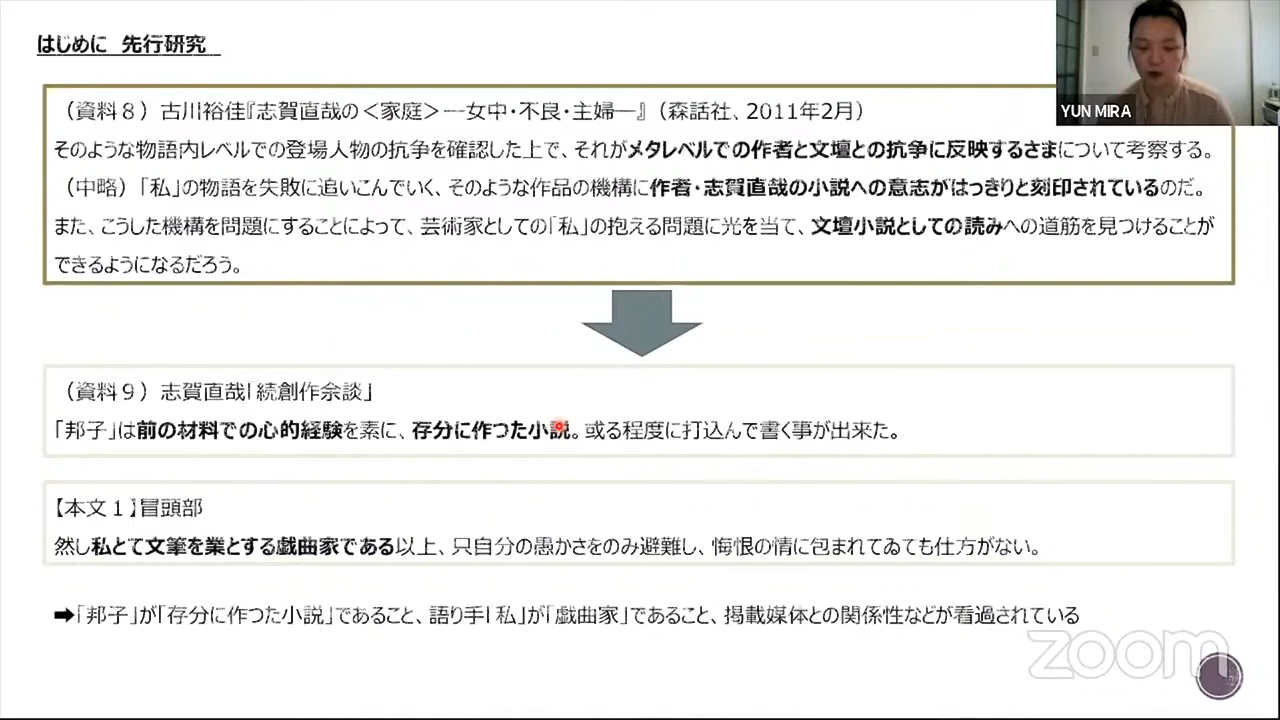 はじめに 先行研究
YUN MIRA
（資料８）古川裕佳『志賀直哉の＜家庭＞―女中・不良・主婦―』（森話社、2011年2月）
そのような物語内レベルでの登場人物の抗争を確認した上で、それがメタレベルでの作者と文壇との抗争に反映するさまについて考察する。
（中略）「私」の物語を失敗に追いこんでいく、そのような作品の機構に作者・志賀直哉の小説への意志がはっきりと刻印されているのだ。
また、こうした機構を問題にすることによって、芸術家としての「私」の抱える問題に光を当て、文壇小説としての読みへの道筋を見つけることが
できるようになるだろう。
（資料９）志賀直哉「続創作余談」
「邦子」は前の材料での心的経験を素に、存分に作つた小説。或る程度に打込んで書く事が出来た。
【本文１】冒頭部
然し私とて文筆を業とする戯曲家である以上、只自分の愚かさをのみ避難し、悔恨の情に包まれてゐても仕方がない。
➡「邦子」が「存分に作つた小説」であること、語り手「私」が「戯曲家」であること、掲載媒体との関係性などが看過されている
zoom